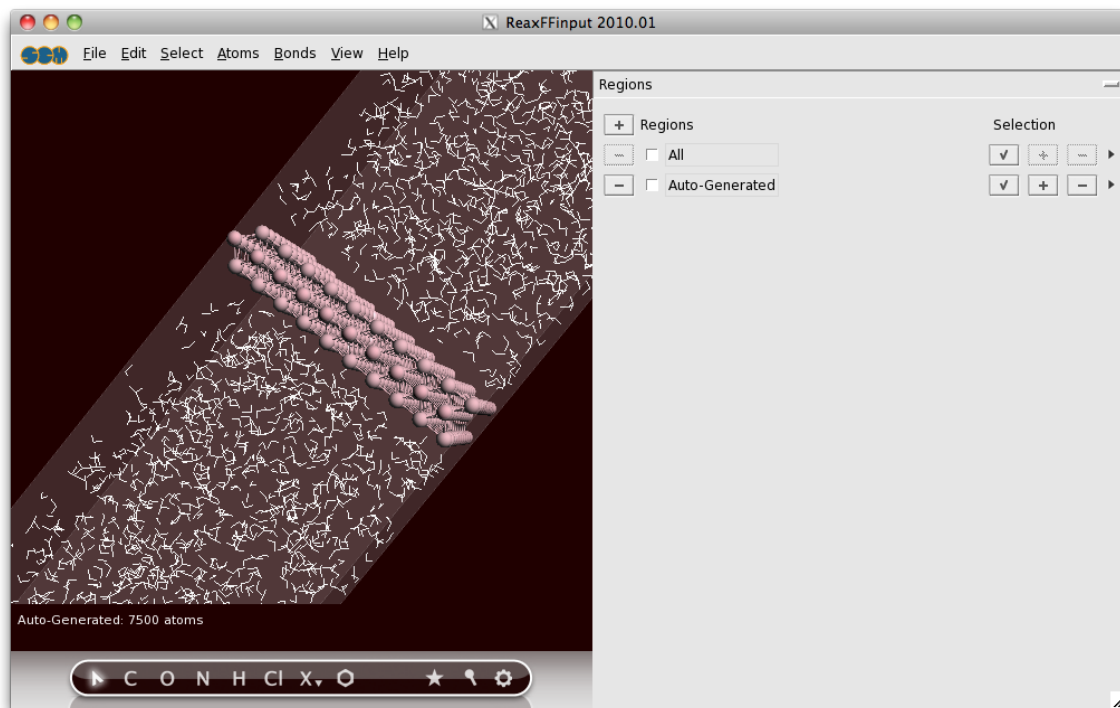 ReaxFFinput 2010.01
SCM File Edit Select Atoms Bonds View Help
Regions
+ Regions Selection
All
- Auto-Generated + -
Auto-Generated: 7500 atoms
C O N H Cl X